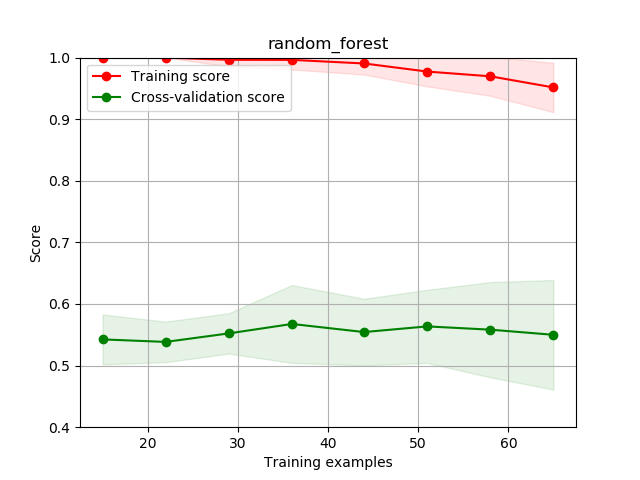 random_forest
1.0
Training score
Cross-validation score
0.9
0.8
0.7
Score
0.6
0.5
0.4
20 30 40 50 60
Training examples